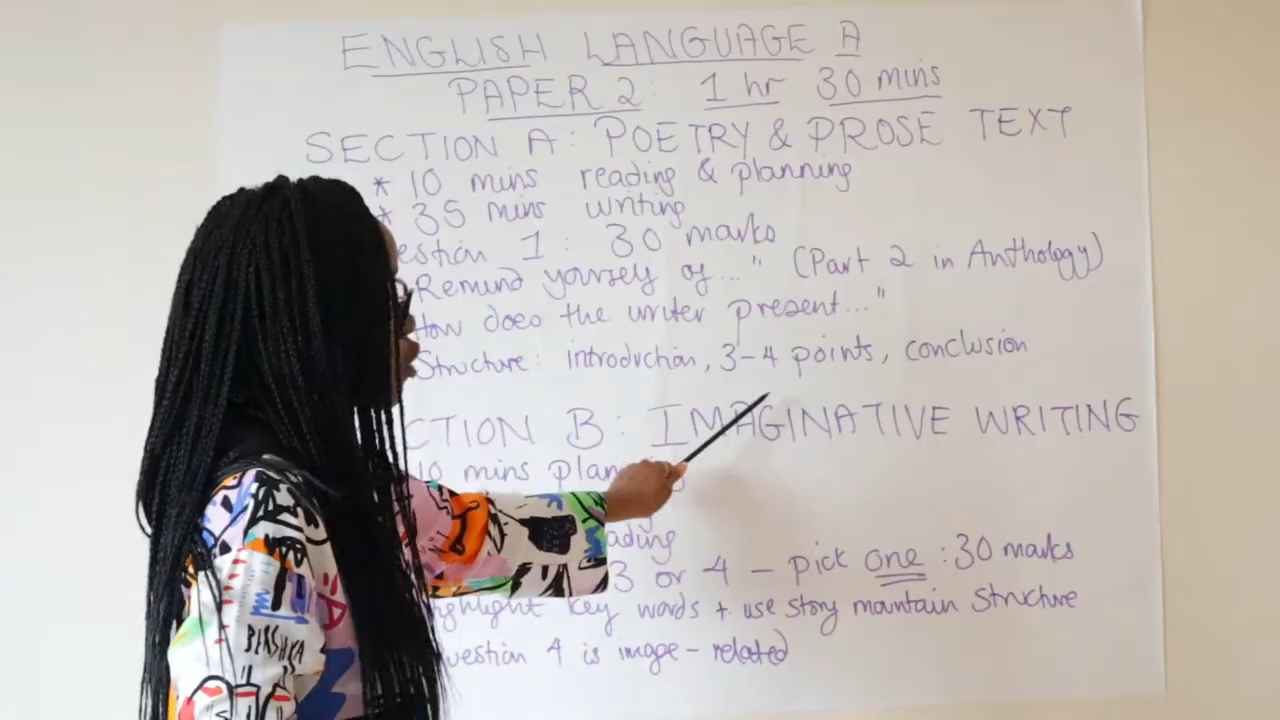 ENGLISH LANGUAGE A
PAPER 2: 1 hr 30 mins
SECTION A: POETRY & PROSE TEXT
* 10 mins reading & planning
* 35 mins writing
estion 1: 30 marks
Remind yourself of..." (Part 2 in Anthology)
How does the writer present..."
Structure: introduction, 3-4 points, conclusion
CTION B: IMAGINATIVE WRITING
10 mins plan
ading
3 or 4 - pick one: 30 marks
ghlight key words + use story mountain structure
uestion 4 is image-related
BERSHKA